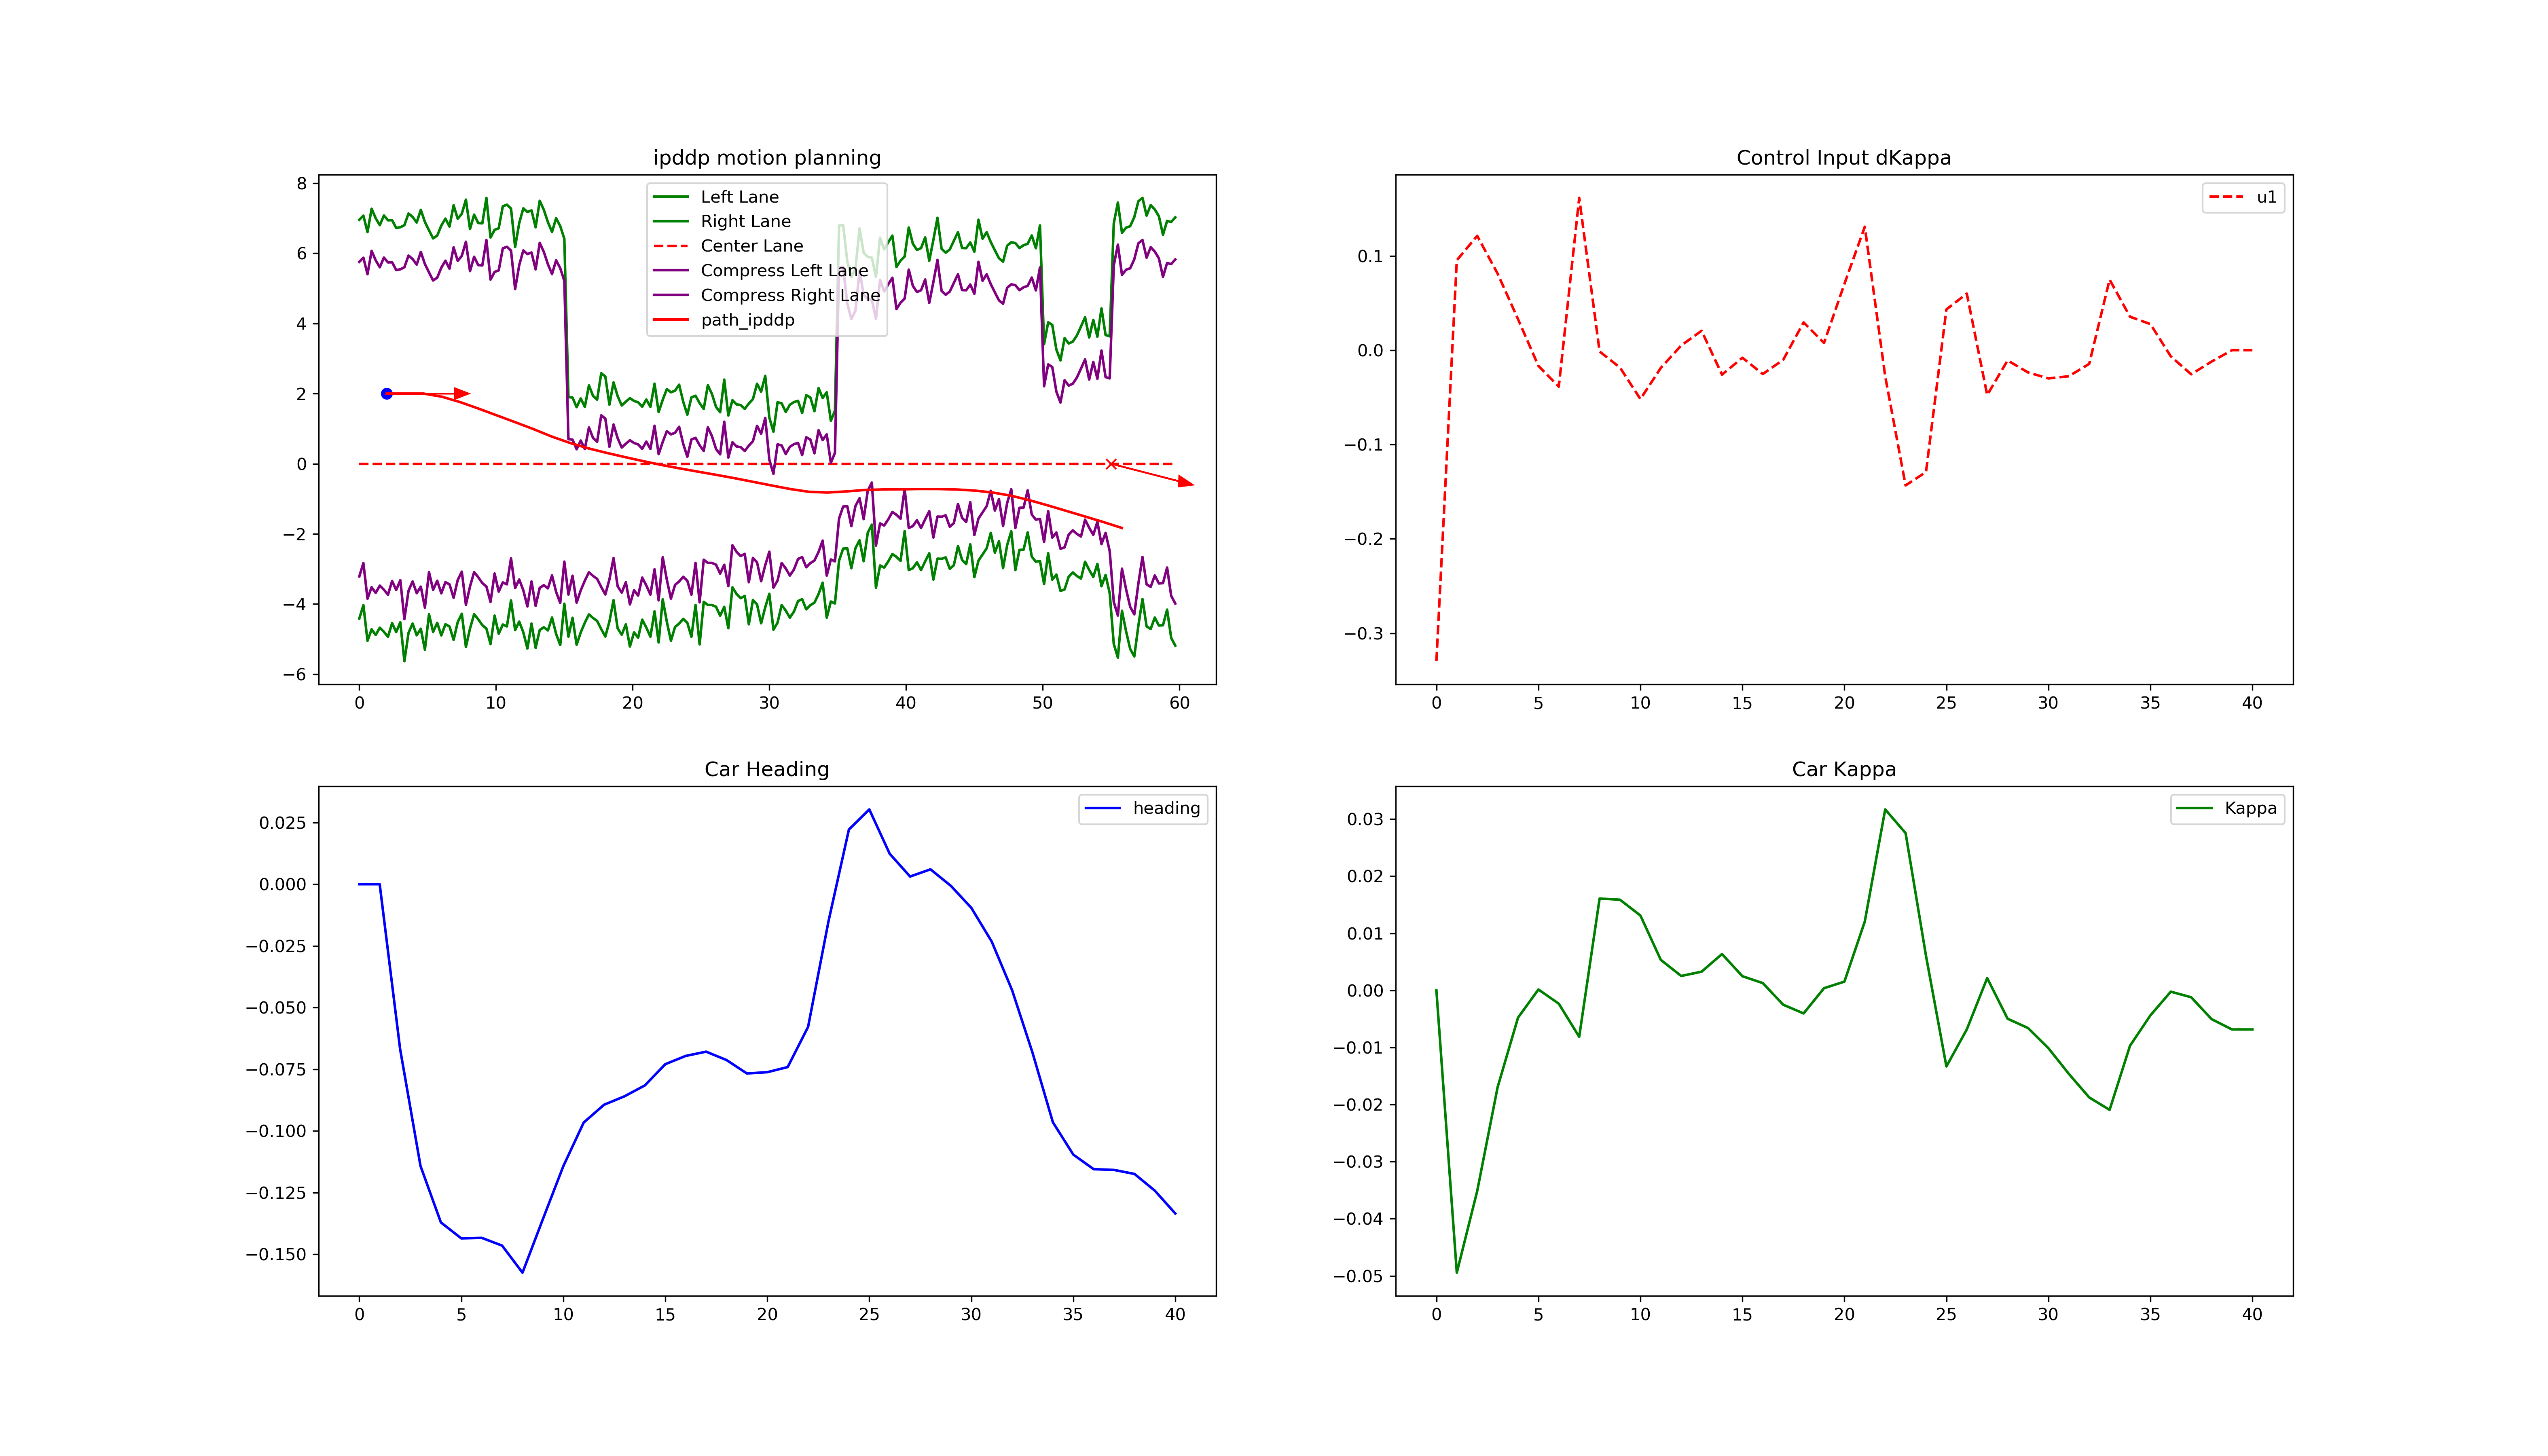 ipddp motion planning
8
6
4
2
0
−2
−4
−6
Left Lane
Right Lane
Center Lane
Compress Left Lane
Compress Right Lane
path_ipddp
0 10 20 30 40 50 60
Control Input dKappa
0.1
0.0
−0.1
−0.2
−0.3
u1
0 5 10 15 20 25 30 35 40
Car Heading
0.025
0.000
−0.025
−0.050
−0.075
−0.100
−0.125
−0.150
heading
0 5 10 15 20 25 30 35 40
Car Kappa
0.03
0.02
0.01
0.00
−0.01
−0.02
−0.03
−0.04
−0.05
Kappa
0 5 10 15 20 25 30 35 40